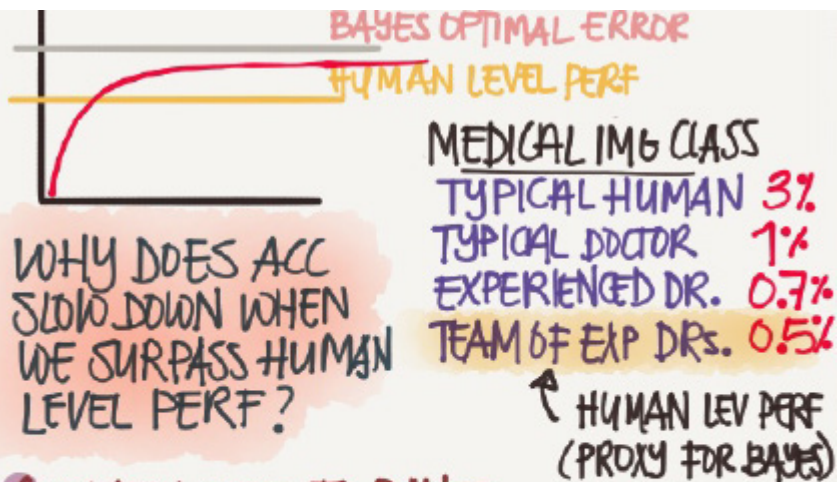 BAYES OPTIMAL ERROR
HUMAN LEVEL PERF
MEDICAL IMG CLASS
TYPICAL HUMAN 3%
TYPICAL DOCTOR 1%
EXPERIENCED DR. 0.7%
TEAM OF EXP DRs. 0.5%
HUMAN LEV PERF
(PROXY FOR BAYES)
WHY DOES ACC
SLOW DOWN WHEN
WE SURPASS HUMAN
LEVEL PERF?